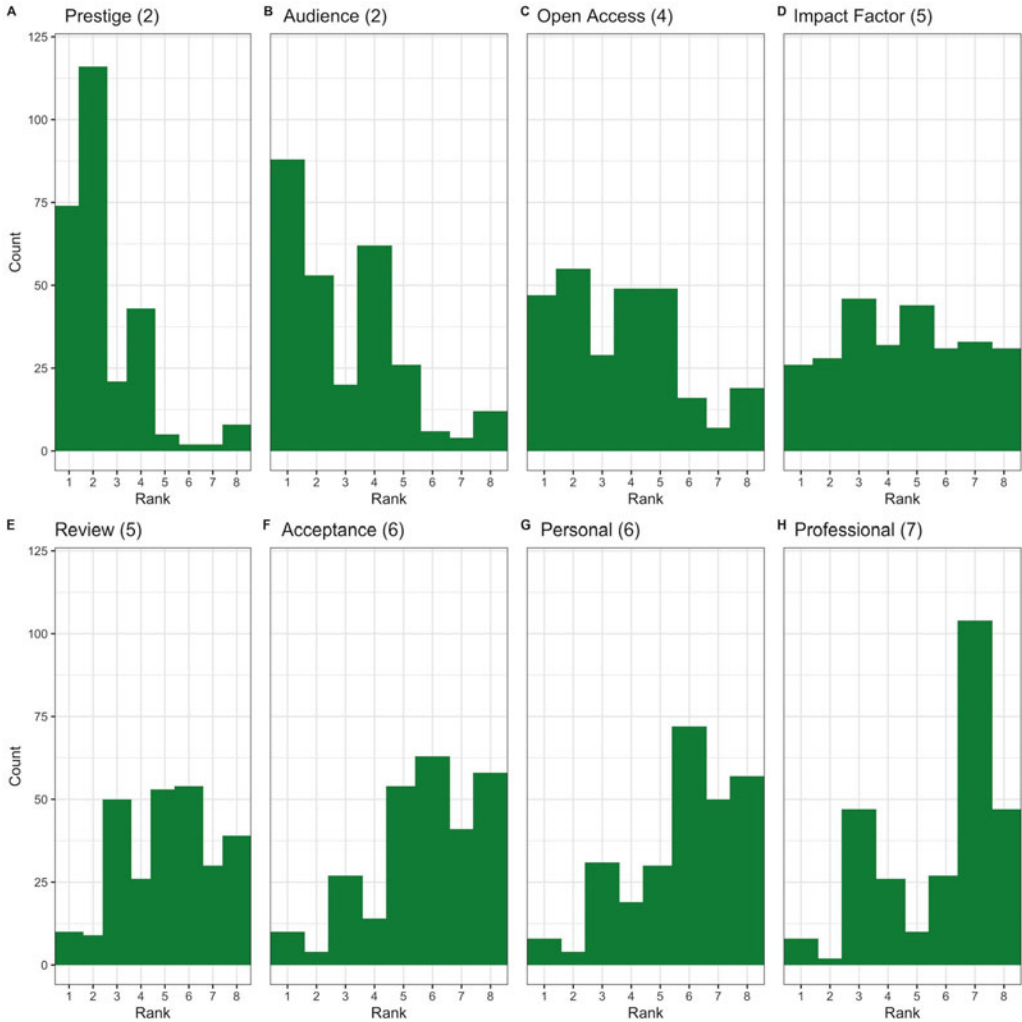 A Prestige (2)
B Audience (2)
C Open Access (4)
D Impact Factor (5)
125
100
75
50
25
0
Count
1 2 3 4 5 6 7 8
Rank
1 2 3 4 5 6 7 8
Rank
1 2 3 4 5 6 7 8
Rank
1 2 3 4 5 6 7 8
Rank
E Review (5)
F Acceptance (6)
G Personal (6)
H Professional (7)
125
100
75
50
25
0
Count
1 2 3 4 5 6 7 8
Rank
1 2 3 4 5 6 7 8
Rank
1 2 3 4 5 6 7 8
Rank
1 2 3 4 5 6 7 8
Rank